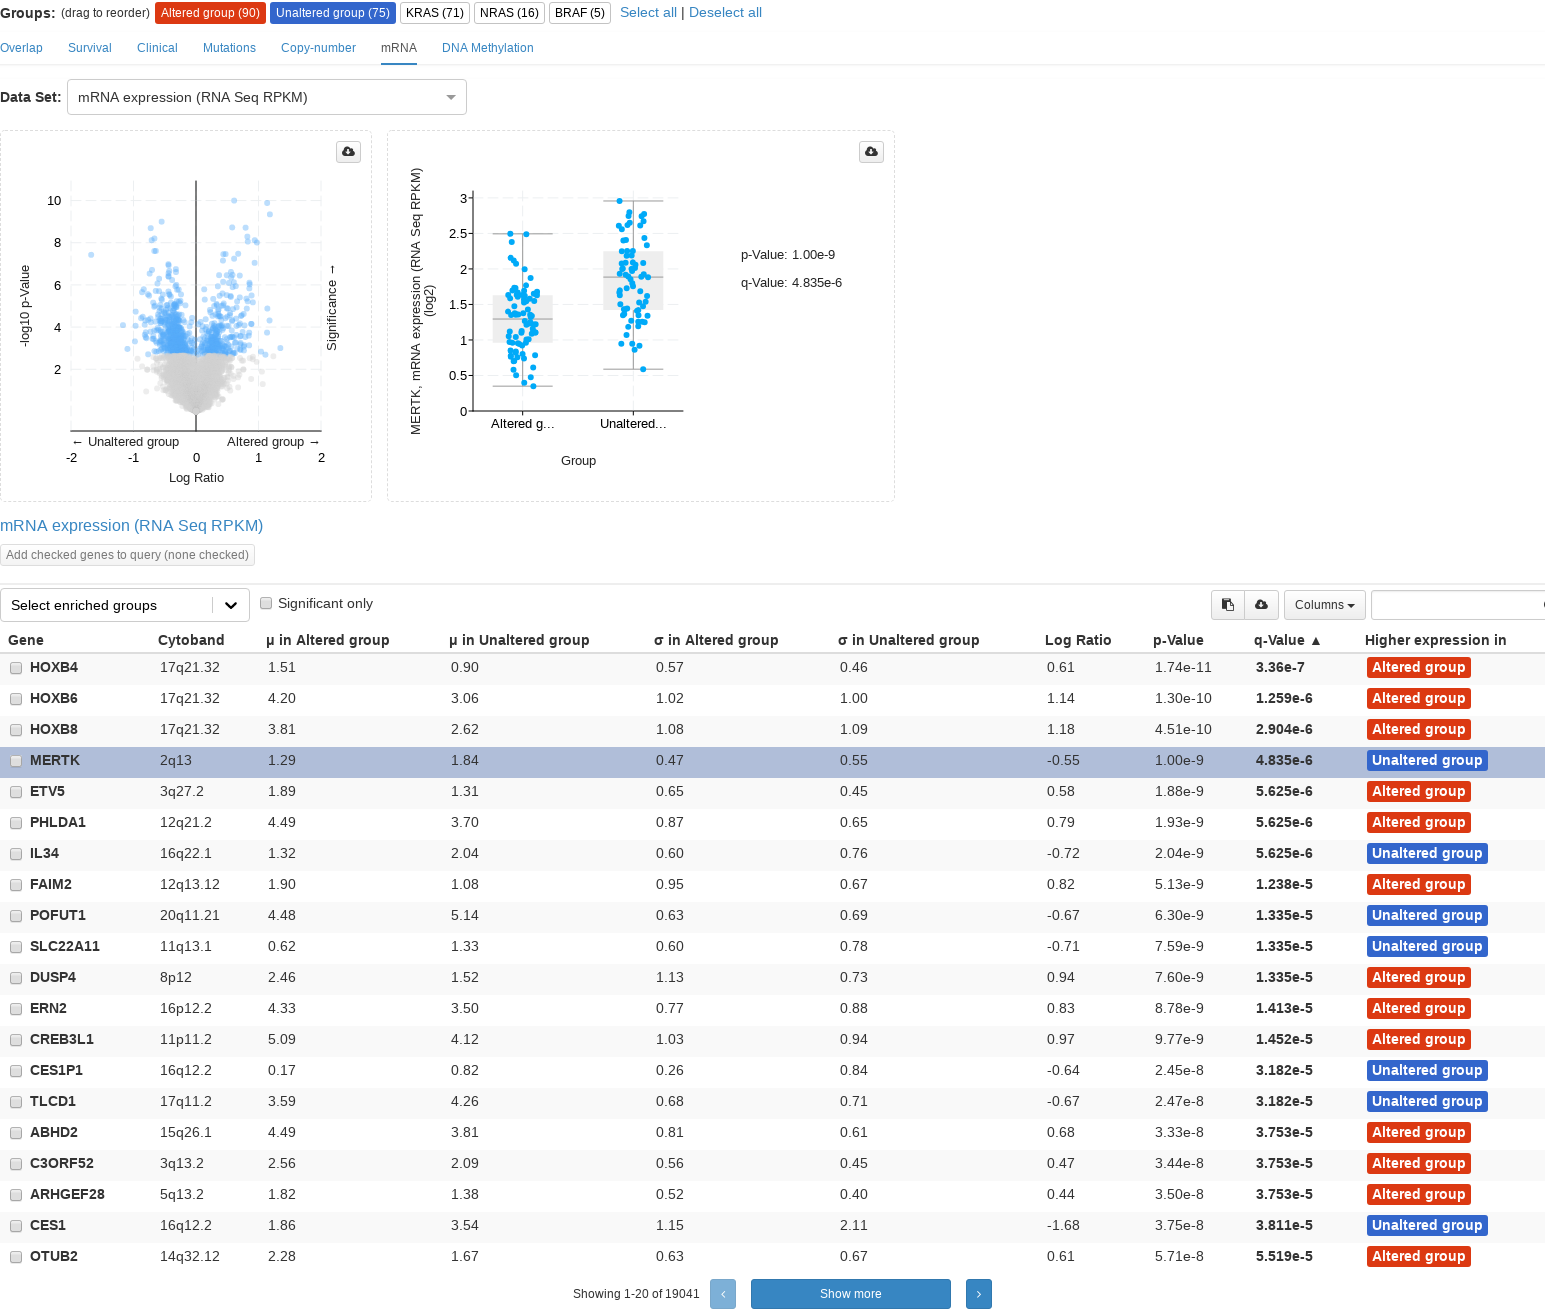 Groups: (drag to reorder) Altered group (90) Unaltered group (75) KRAS (71) NRAS (16) BRAF (5) Select all | Deselect all
Overlap Survival Clinical Mutations Copy-number mRNA DNA Methylation
Data Set: mRNA expression (RNA Seq RPKM)
10
8
6
4
2
-log10 p-Value
Significance →
← Unaltered group Altered group →
-2 -1 0 1 2
Log Ratio
3
2.5
2
1.5
1
0.5
0
MERTK, mRNA expression (RNA Seq RPKM)
(log2)
Altered g... Unaltered...
Group
p-Value: 1.00e-9
q-Value: 4.835e-6
mRNA expression (RNA Seq RPKM)
Add checked genes to query (none checked)
Select enriched groups Significant only Columns
Gene Cytoband μ in Altered group μ in Unaltered group σ in Altered group σ in Unaltered group Log Ratio p-Value q-Value ▲ Higher expression in
HOXB4 17q21.32 1.51 0.90 0.57 0.46 0.61 1.74e-11 3.36e-7 Altered group
HOXB6 17q21.32 4.20 3.06 1.02 1.00 1.14 1.30e-10 1.259e-6 Altered group
HOXB8 17q21.32 3.81 2.62 1.08 1.09 1.18 4.51e-10 2.904e-6 Altered group
MERTK 2q13 1.29 1.84 0.47 0.55 -0.55 1.00e-9 4.835e-6 Unaltered group
ETV5 3q27.2 1.89 1.31 0.65 0.45 0.58 1.88e-9 5.625e-6 Altered group
PHLDA1 12q21.2 4.49 3.70 0.87 0.65 0.79 1.93e-9 5.625e-6 Altered group
IL34 16q22.1 1.32 2.04 0.60 0.76 -0.72 2.04e-9 5.625e-6 Unaltered group
FAIM2 12q13.12 1.90 1.08 0.95 0.67 0.82 5.13e-9 1.238e-5 Altered group
POFUT1 20q11.21 4.48 5.14 0.63 0.69 -0.67 6.30e-9 1.335e-5 Unaltered group
SLC22A11 11q13.1 0.62 1.33 0.60 0.78 -0.71 7.59e-9 1.335e-5 Unaltered group
DUSP4 8p12 2.46 1.52 1.13 0.73 0.94 7.60e-9 1.335e-5 Altered group
ERN2 16p12.2 4.33 3.50 0.77 0.88 0.83 8.78e-9 1.413e-5 Altered group
CREB3L1 11p11.2 5.09 4.12 1.03 0.94 0.97 9.77e-9 1.452e-5 Altered group
CES1P1 16q12.2 0.17 0.82 0.26 0.84 -0.64 2.45e-8 3.182e-5 Unaltered group
TLCD1 17q11.2 3.59 4.26 0.68 0.71 -0.67 2.47e-8 3.182e-5 Unaltered group
ABHD2 15q26.1 4.49 3.81 0.81 0.61 0.68 3.33e-8 3.753e-5 Altered group
C3ORF52 3q13.2 2.56 2.09 0.56 0.45 0.47 3.44e-8 3.753e-5 Altered group
ARHGEF28 5q13.2 1.82 1.38 0.52 0.40 0.44 3.50e-8 3.753e-5 Altered group
CES1 16q12.2 1.86 3.54 1.15 2.11 -1.68 3.75e-8 3.811e-5 Unaltered group
OTUB2 14q32.12 2.28 1.67 0.63 0.67 0.61 5.71e-8 5.519e-5 Altered group
Showing 1-20 of 19041 ‹ Show more ›